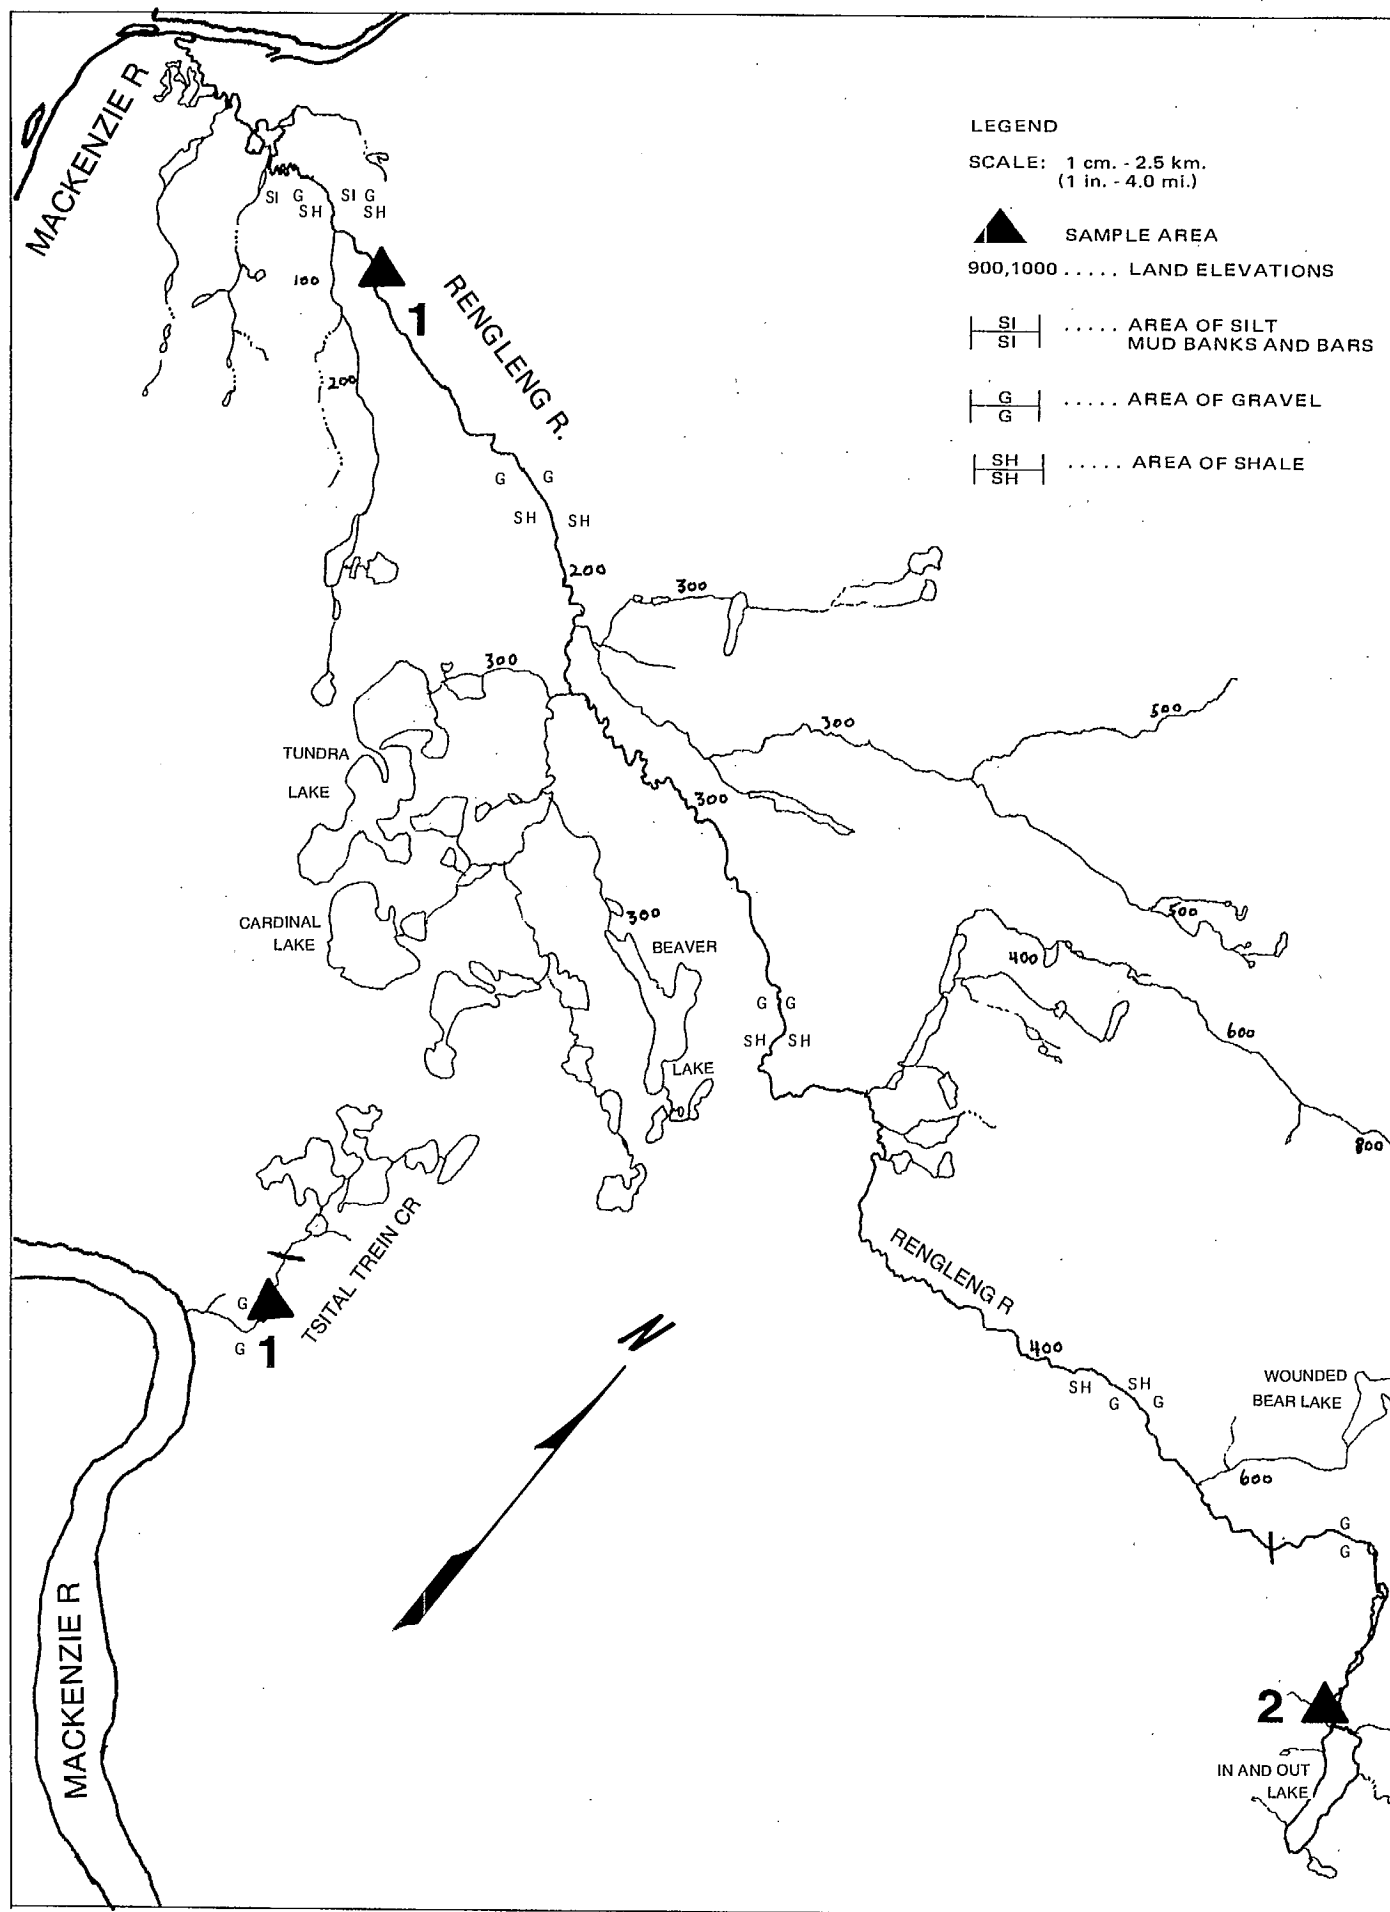 MACKENZIE R
LEGEND
SCALE: 1 cm. - 2.5 km.
(1 in. - 4.0 mi.)
SAMPLE AREA
900,1000 ..... LAND ELEVATIONS
SI
SI
..... AREA OF SILT
MUD BANKS AND BARS
G
G
..... AREA OF GRAVEL
SH
SH
..... AREA OF SHALE
SI G SI G
SH SH
100
1
RENGLENG R.
200
G G
SH SH
200
300
300
300
500
TUNDRA
LAKE
300
CARDINAL
LAKE
300
BEAVER
LAKE
500
400
600
800
G G
SH SH
TSITAL TREIN CR
G
G
1
RENGLENG R
N
400
SH SH
G G
WOUNDED
BEAR LAKE
600
G
G
MACKENZIE R
2
IN AND OUT
LAKE